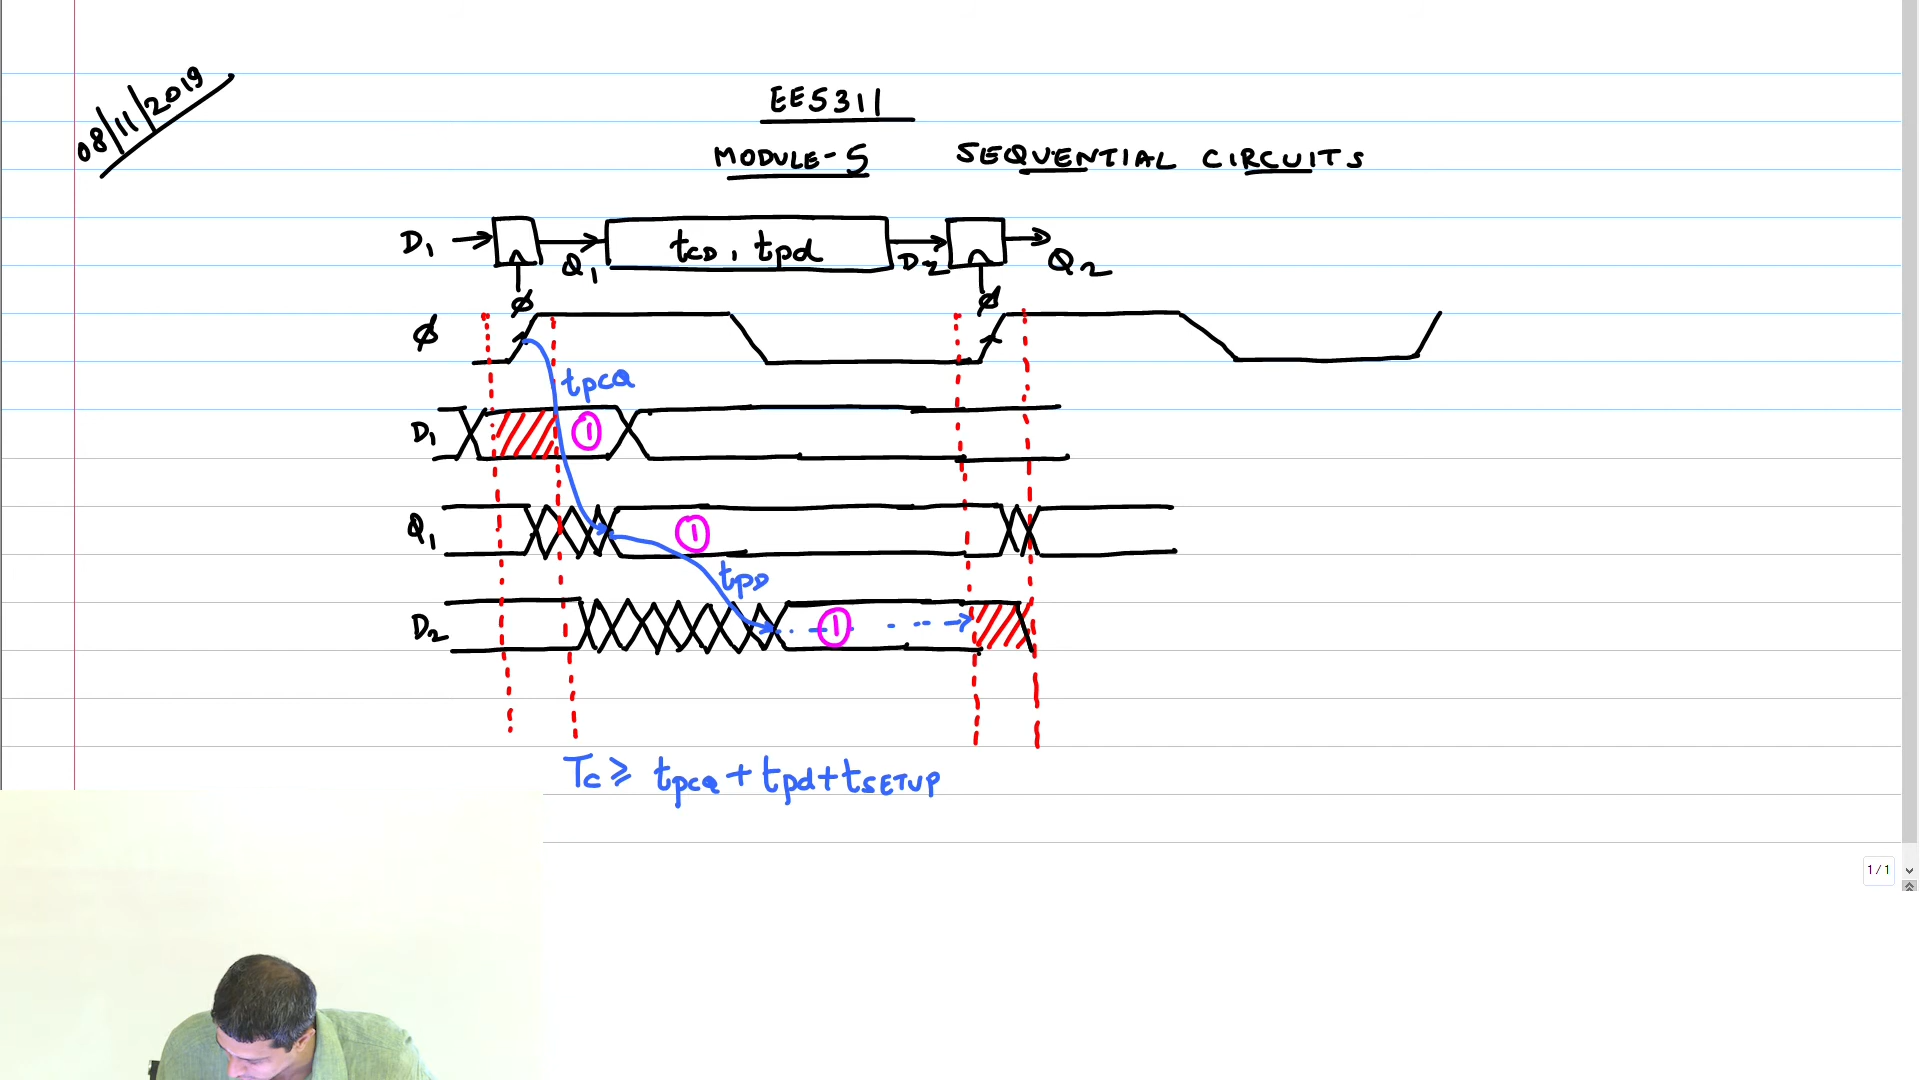 08/11/2019
EE5311
MODULE-5 SEQUENTIAL CIRCUITS
D1 Q1 tCD, tpd D2 Q2
ϕ ϕ
ϕ
tpcQ
D1 1
Q1 1
tPD
D2 1
Tc ≥ tpcQ + tpd + tSETUP
1/1